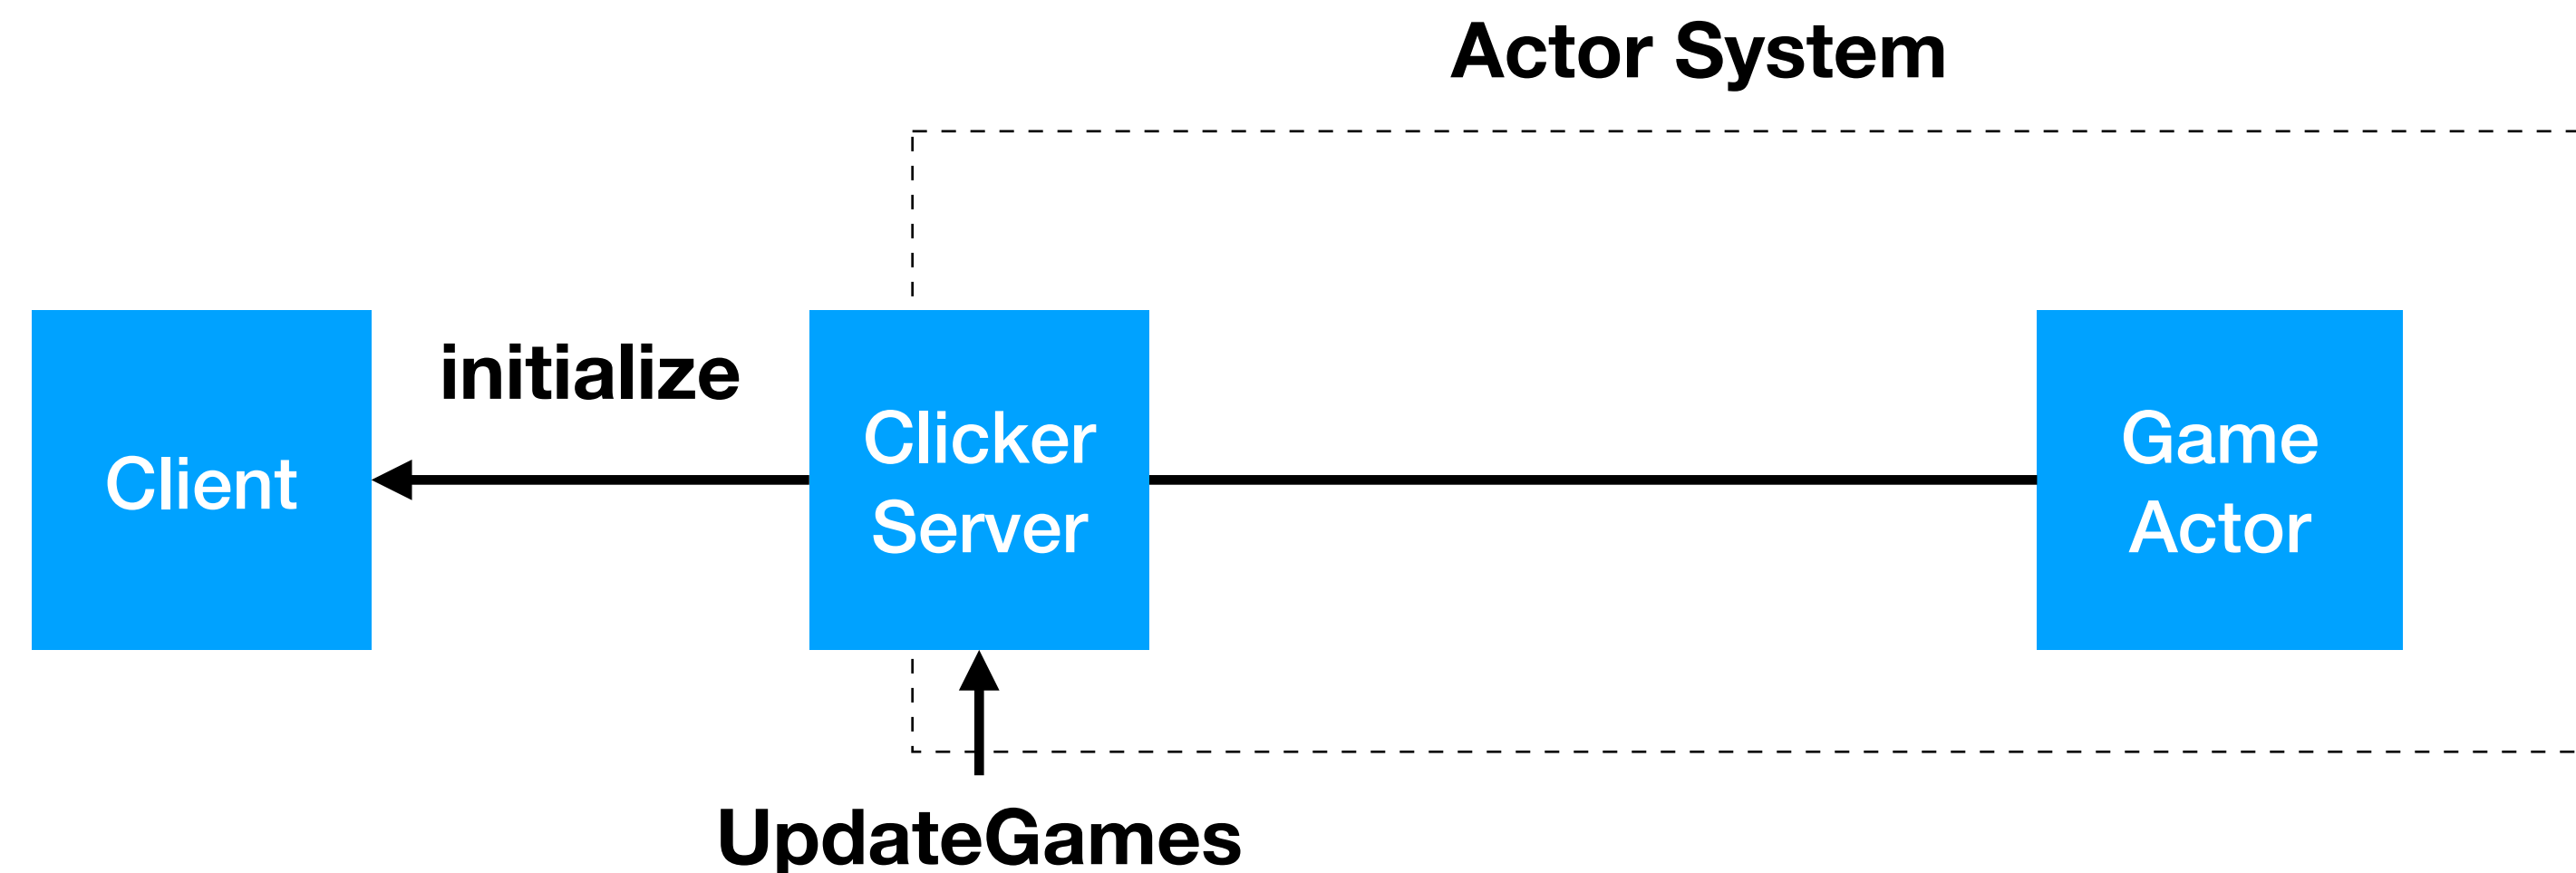 Actor System
initialize
Client
Clicker
Server
Game
Actor
UpdateGames